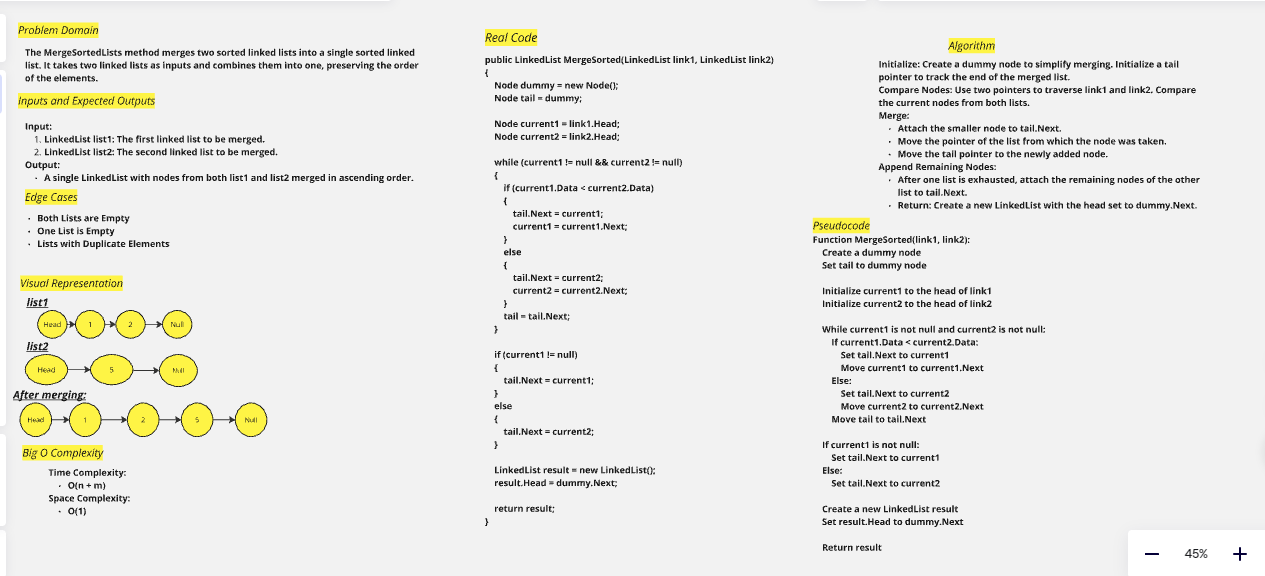 Problem Domain
The MergeSortedLists method merges two sorted linked lists into a single sorted linked
list. It takes two linked lists as inputs and combines them into one, preserving the order
of the elements.
Inputs and Expected Outputs
Input:
1. LinkedList list1: The first linked list to be merged.
2. LinkedList list2: The second linked list to be merged.
Output:
· A single LinkedList with nodes from both list1 and list2 merged in ascending order.
Edge Cases
· Both Lists are Empty
· One List is Empty
· Lists with Duplicate Elements
Visual Representation
list1
Head 1 2 Null
list2
Head 5 Null
After merging:
Head 1 2 5 Null
Big O Complexity
Time Complexity:
· O(n + m)
Space Complexity:
· O(1)
Real Code
public LinkedList MergeSorted(LinkedList link1, LinkedList link2)
{
Node dummy = new Node();
Node tail = dummy;
Node current1 = link1.Head;
Node current2 = link2.Head;
while (current1 != null && current2 != null)
{
if (current1.Data < current2.Data)
{
tail.Next = current1;
current1 = current1.Next;
}
else
{
tail.Next = current2;
current2 = current2.Next;
}
tail = tail.Next;
}
if (current1 != null)
{
tail.Next = current1;
}
else
{
tail.Next = current2;
}
LinkedList result = new LinkedList();
result.Head = dummy.Next;
return result;
}
Algorithm
Initialize: Create a dummy node to simplify merging. Initialize a tail
pointer to track the end of the merged list.
Compare Nodes: Use two pointers to traverse link1 and link2. Compare
the current nodes from both lists.
Merge:
· Attach the smaller node to tail.Next.
· Move the pointer of the list from which the node was taken.
· Move the tail pointer to the newly added node.
Append Remaining Nodes:
· After one list is exhausted, attach the remaining nodes of the other
list to tail.Next.
· Return: Create a new LinkedList with the head set to dummy.Next.
Pseudocode
Function MergeSorted(link1, link2):
Create a dummy node
Set tail to dummy node
Initialize current1 to the head of link1
Initialize current2 to the head of link2
While current1 is not null and current2 is not null:
If current1.Data < current2.Data:
Set tail.Next to current1
Move current1 to current1.Next
Else:
Set tail.Next to current2
Move current2 to current2.Next
Move tail to tail.Next
If current1 is not null:
Set tail.Next to current1
Else:
Set tail.Next to current2
Create a new LinkedList result
Set result.Head to dummy.Next
Return result
45%